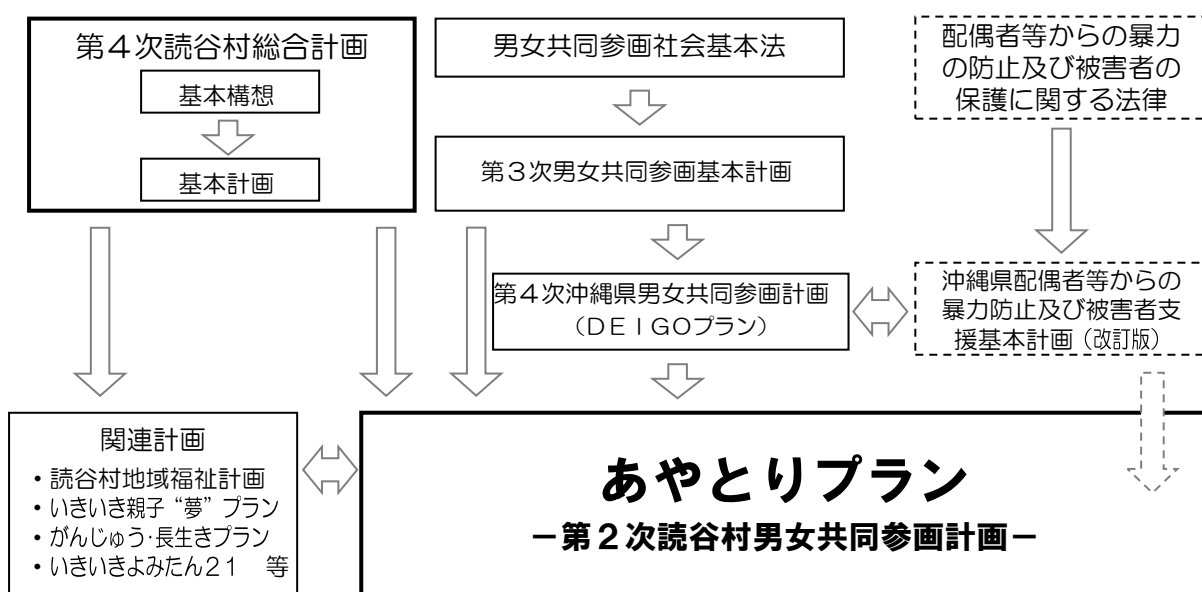 第４次読谷村総合計画
基本構想
基本計画
男女共同参画社会基本法
第３次男女共同参画基本計画
第４次沖縄県男女共同参画計画
（ＤＥＩＧＯプラン）
配偶者等からの暴力
の防止及び被害者の
保護に関する法律
沖縄県配偶者等からの
暴力防止及び被害者支
援基本計画（改訂版）
関連計画
・読谷村地域福祉計画
・いきいき親子“夢”プラン
・がんじゅう・長生きプラン
・いきいきよみたん２１　等
あやとりプラン
－第２次読谷村男女共同参画計画－